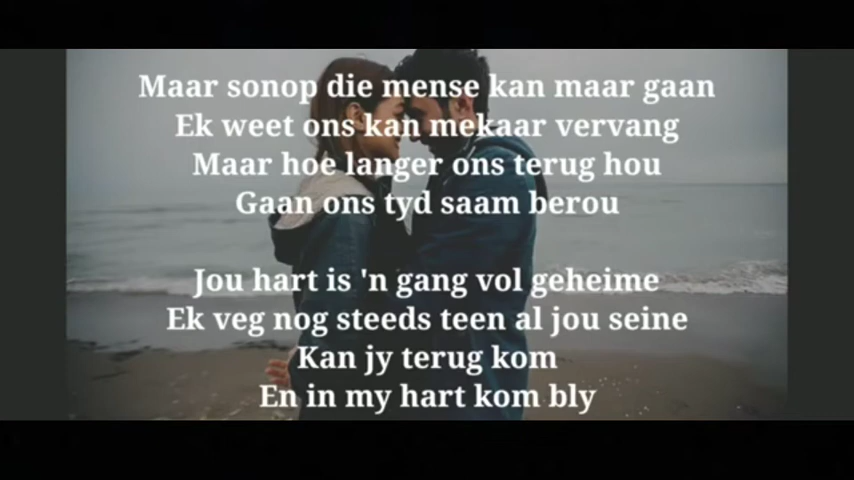 Maar sonop die mense kan maar gaan
Ek weet ons kan mekaar vervang
Maar hoe langer ons terug hou
Gaan ons tyd saam berou
Jou hart is 'n gang vol geheime
Ek veg nog steeds teen al jou seine
Kan jy terug kom
En in my hart kom bly